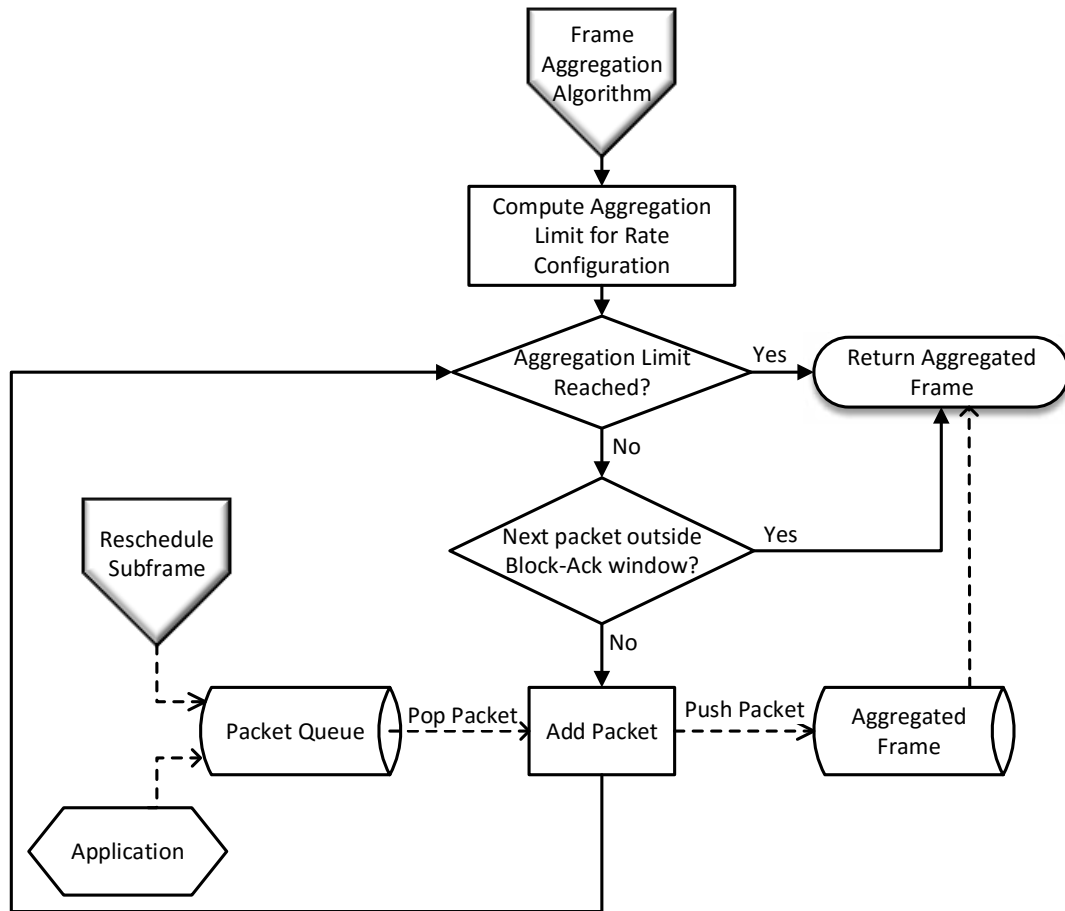 Frame
Aggregation
Algorithm
Compute Aggregation
Limit for Rate
Configuration
Aggregation Limit
Reached?
Yes
Return Aggregated
Frame
No
Next packet outside
Block-Ack window?
Yes
Reschedule
Subframe
No
Packet Queue
Pop Packet
Add Packet
Push Packet
Aggregated
Frame
Application